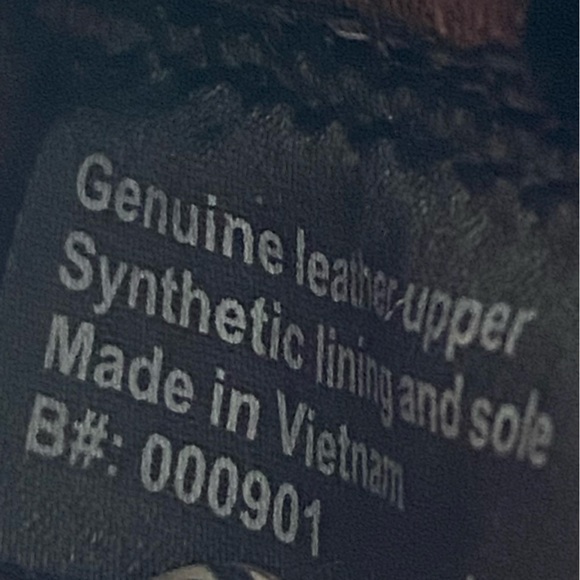 Genuine leather upper
Synthetic lining and sole
Made in Vietnam
B#: 000901